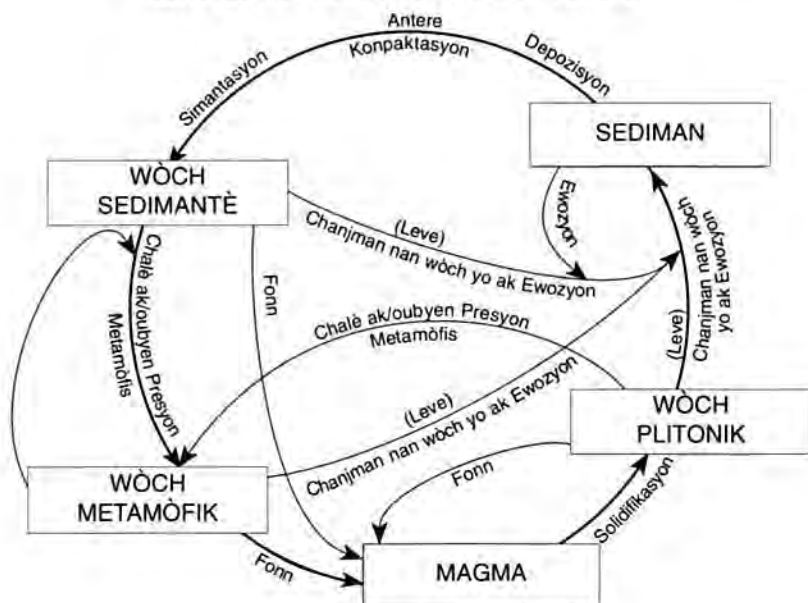 Antere
Konpaktasyon
Depozisyon
Simantasyon
SEDIMAN
WÒCH
SEDIMANTÈ
Ewozyon
(Leve)
Chanjman nan wòch yo ak Ewozyon
Fonn
Chalè ak/oubyen Presyon
Metamòfis
Chalè ak/oubyen Presyon
Metamòfis
(Leve)
Chanjman nan wòch
yo ak Ewozyon
(Leve)
Chanjman nan wòch yo ak Ewozyon
WÒCH
PLITONIK
WÒCH
METAMÒFIK
Fonn
Solidifikasyon
Fonn
MAGMA